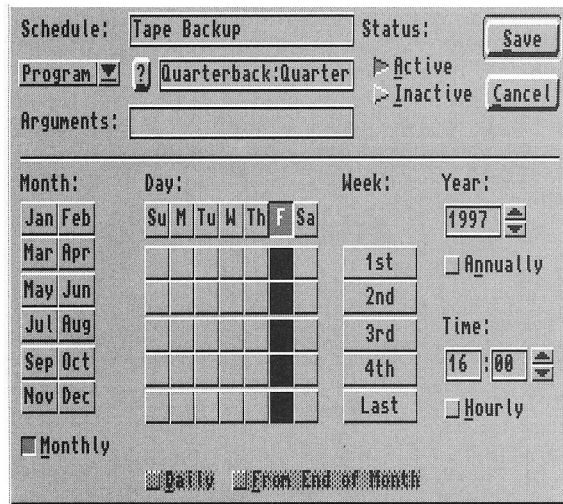 Schedule: Tape Backup Status: Save
Program ? Quarterback:Quarter Active
Inactive Cancel
Arguments:
Month: Day: Week: Year:
Jan Feb Su M Tu W Th F Sa 1997
Mar Apr 1st Annually
May Jun 2nd
Jul Aug 3rd Time:
Sep Oct 4th 16:00
Nov Dec Last Hourly
Monthly
Daily From End of Month